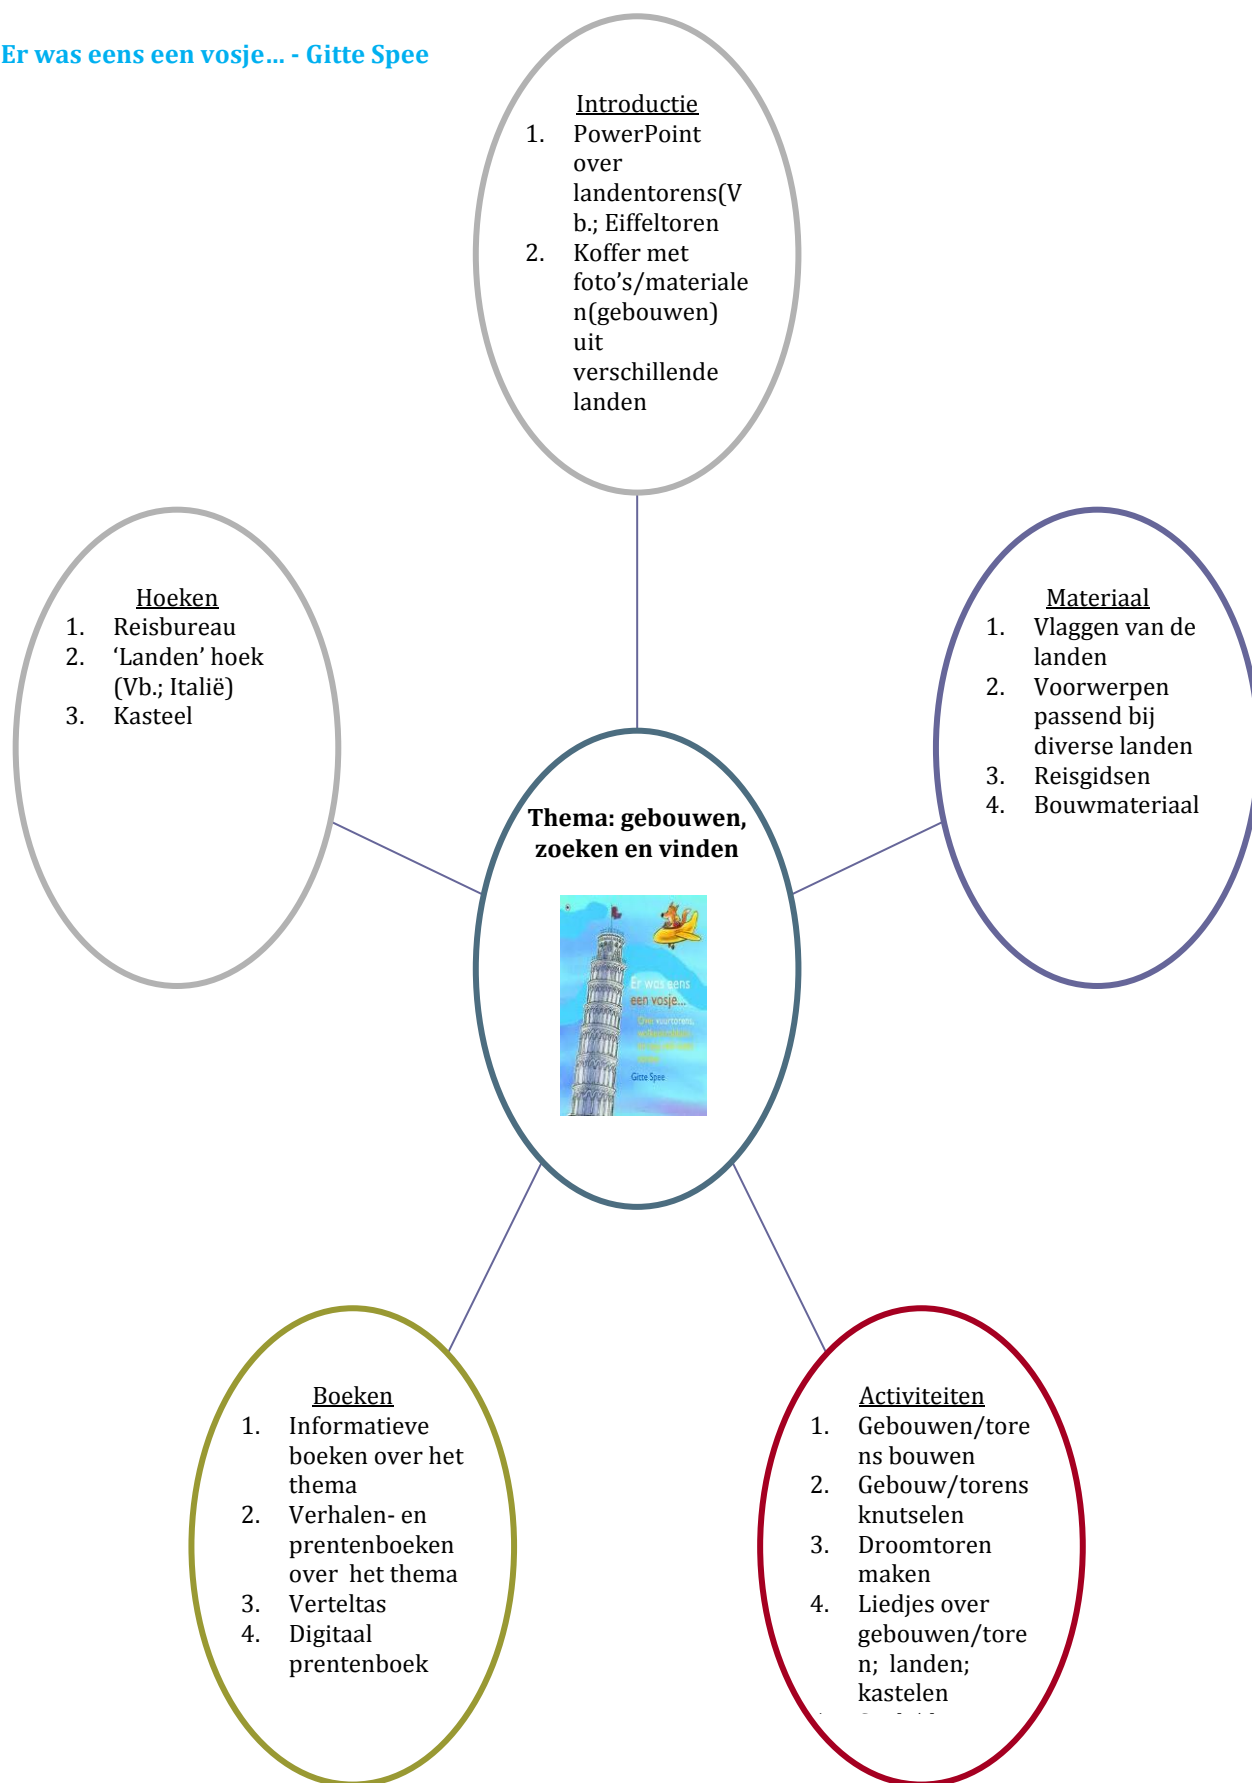 Er was eens een vosje… - Gitte Spee
Introductie
1. PowerPoint
over
landentorens(V
b.; Eiffeltoren
2. Koffer met
foto’s/materiale
n(gebouwen)
uit
verschillende
landen
Hoeken
1. Reisbureau
2. ‘Landen’ hoek
(Vb.; Italië)
3. Kasteel
Materiaal
1. Vlaggen van de
landen
2. Voorwerpen
passend bij
diverse landen
3. Reisgidsen
4. Bouwmateriaal
Thema: gebouwen,
zoeken en vinden
Er was eens
een vosje...
Over vuurtorens,
Gitte Spee
Boeken
1. Informatieve
boeken over het
thema
2. Verhalen- en
prentenboeken
over  het thema
3. Verteltas
4. Digitaal
prentenboek
Activiteiten
1. Gebouwen/tore
ns bouwen
2. Gebouw/torens
knutselen
3. Droomtoren
maken
4. Liedjes over
gebouwen/tore
n;  landen;
kastelen